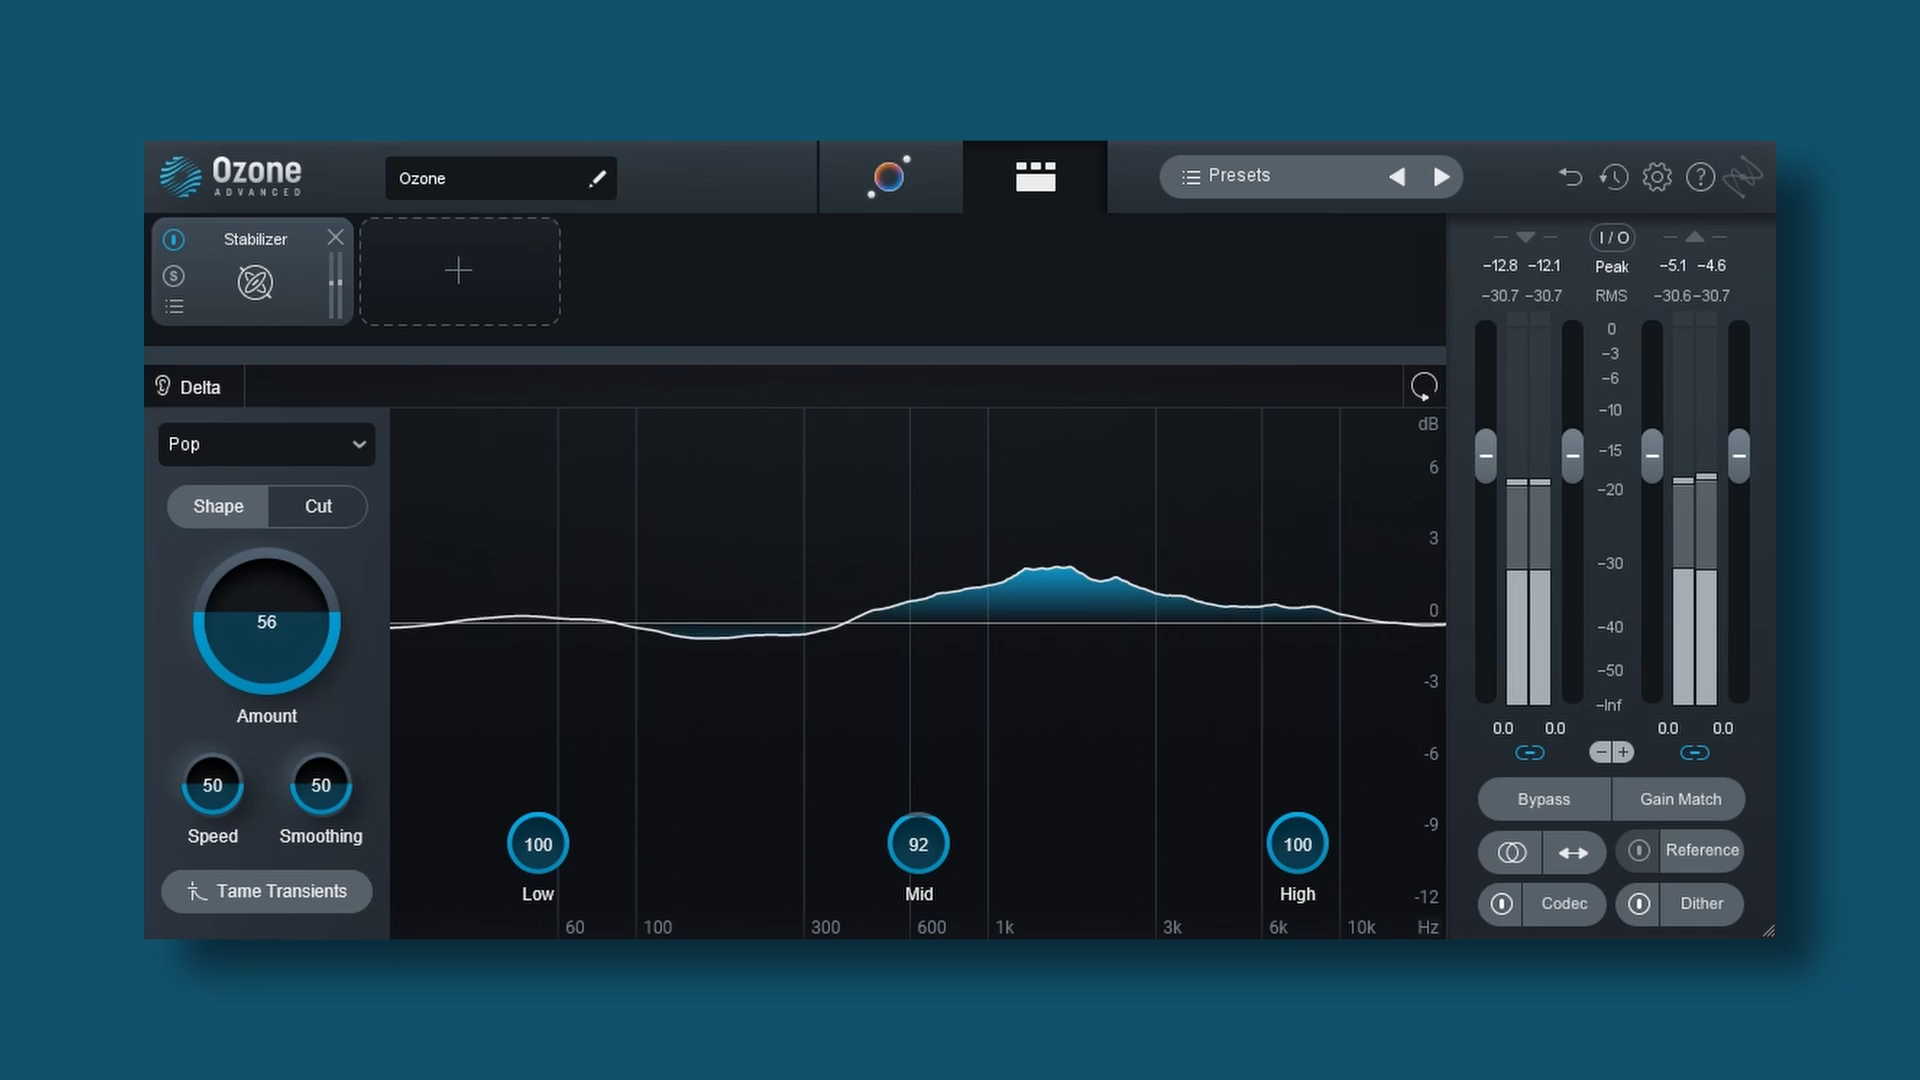 Ozone
ADVANCED
Ozone
Presets
?
Stabilizer
S
I/O
-12.8 -12.1 Peak -5.1 -4.6
-30.7 -30.7 RMS -30.6 -30.7
Delta
Pop
Shape Cut
56
Amount
50 50
Speed Smoothing
Tame Transients
dB
6
3
0
-3
-6
-9
-12
100 92 100
Low Mid High
60 100 300 600 1k 3k 6k 10k Hz
0
-3
-6
-10
-15
-20
-30
-40
-50
-Inf
0.0 0.0 0.0 0.0
- +
Bypass Gain Match
Reference
Codec Dither